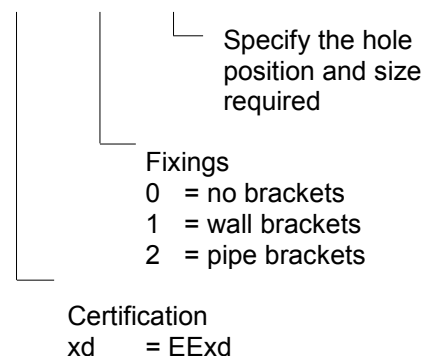 Specify the hole
position and size
required
Fixings
0 = no brackets
1 = wall brackets
2 = pipe brackets
Certification
xd = EExd